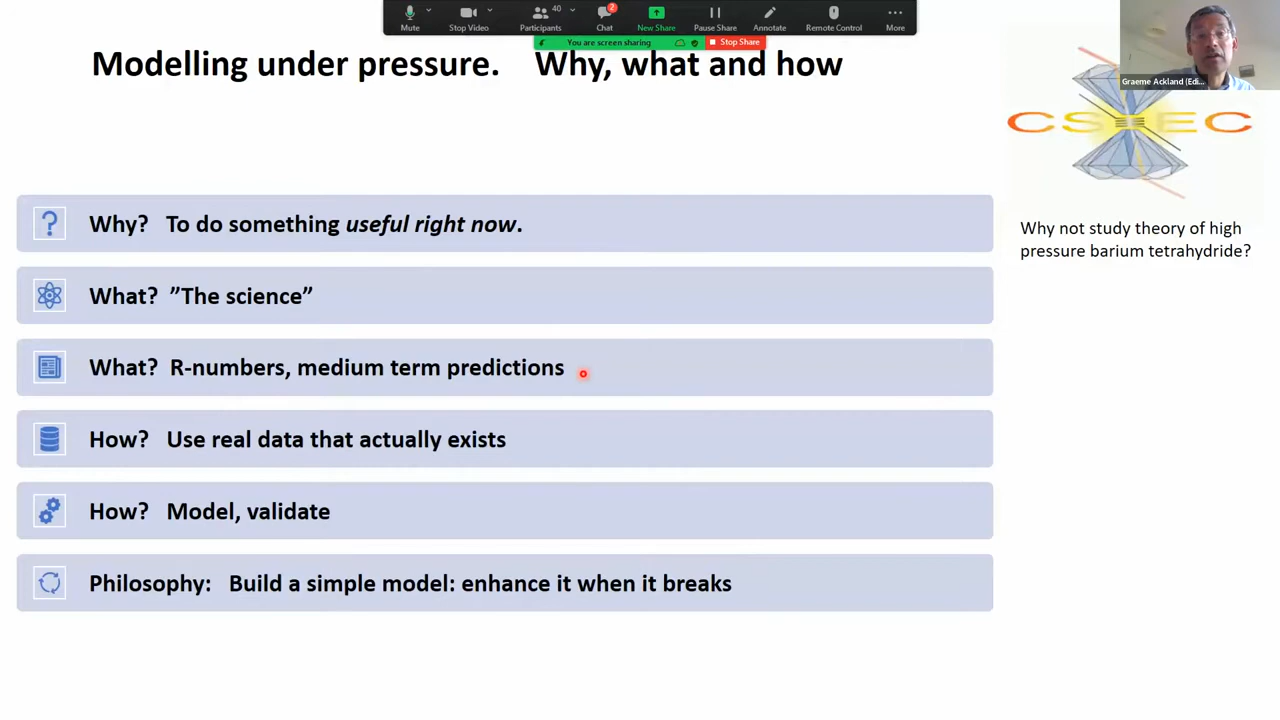 Mute
Stop Video
40
Participants
2
Chat
New Share
Pause Share
Annotate
Remote Control
More
You are screen sharing
Stop Share
Modelling under pressure. Why, what and how
Graeme Ackland (Edi...
CSEC
Why? To do something useful right now.
What? ”The science”
What? R-numbers, medium term predictions
How? Use real data that actually exists
How? Model, validate
Philosophy: Build a simple model: enhance it when it breaks
Why not study theory of high
pressure barium tetrahydride?